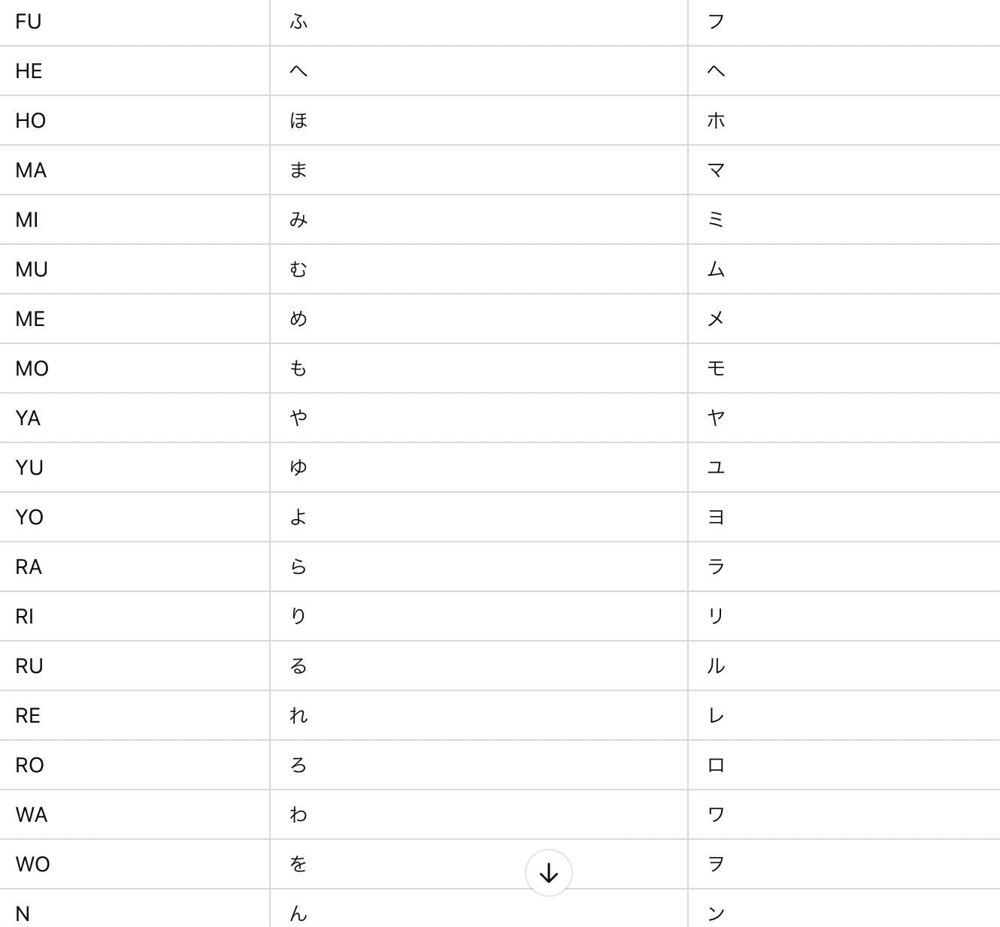 FU ふ フ
HE へ ヘ
HO ほ ホ
MA ま マ
MI み ミ
MU む ム
ME め メ
MO も モ
YA や ヤ
YU ゆ ユ
YO よ ヨ
RA ら ラ
RI り リ
RU る ル
RE れ レ
RO ろ ロ
WA わ ワ
WO を ヲ
N ん ン